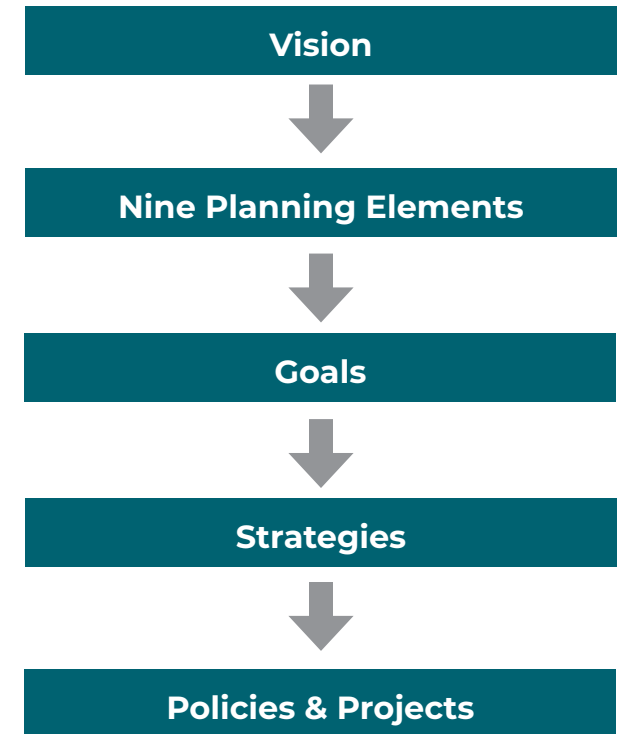 Vision
Nine Planning Elements
Goals
Strategies
Policies & Projects